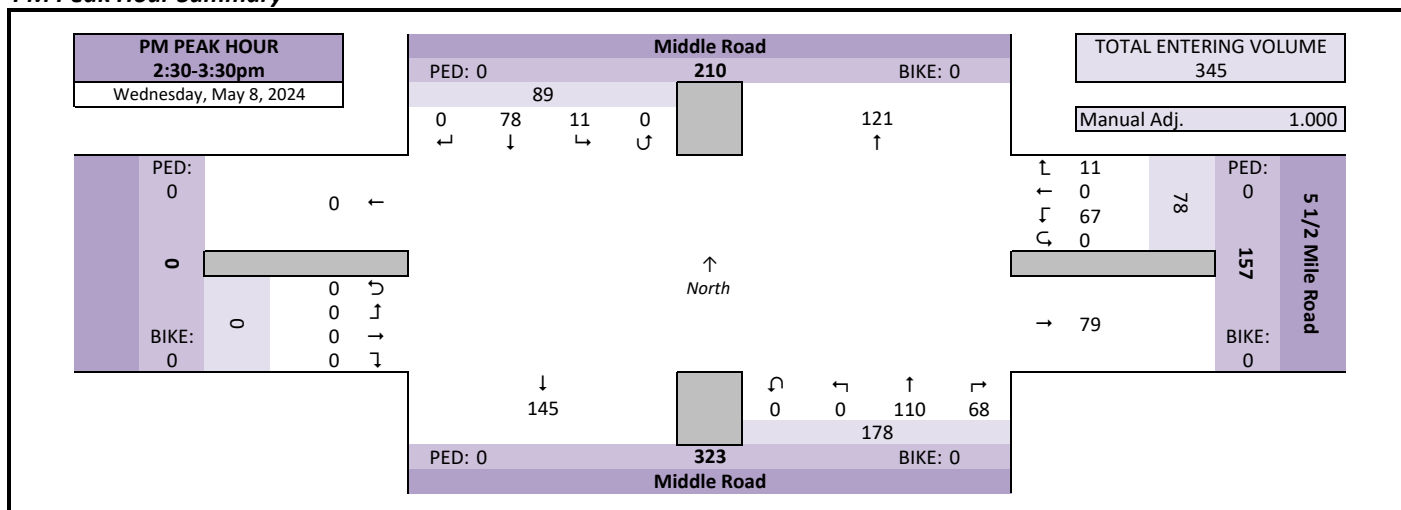 PM Peak Hour Summary
PM PEAK HOUR
2:30-3:30pm
Wednesday, May 8, 2024
Middle Road
PED: 0 210 BIKE: 0
89
0 78 11 0
↵ ↓ ↳ ⮍
121
↑
TOTAL ENTERING VOLUME
345
Manual Adj. 1.000
PED:
0
0
BIKE:
0
0 ←
0
0 ⮌
0 ↥
0 →
0 ↴
↑
North
↑ 11
← 0
↓ 67
⮎ 0
78
→ 79
PED:
0
157
BIKE:
0
5 1/2 Mile Road
↓
145
⮏ ↰ ↑ ↱
0 0 110 68
178
PED: 0 323 BIKE: 0
Middle Road